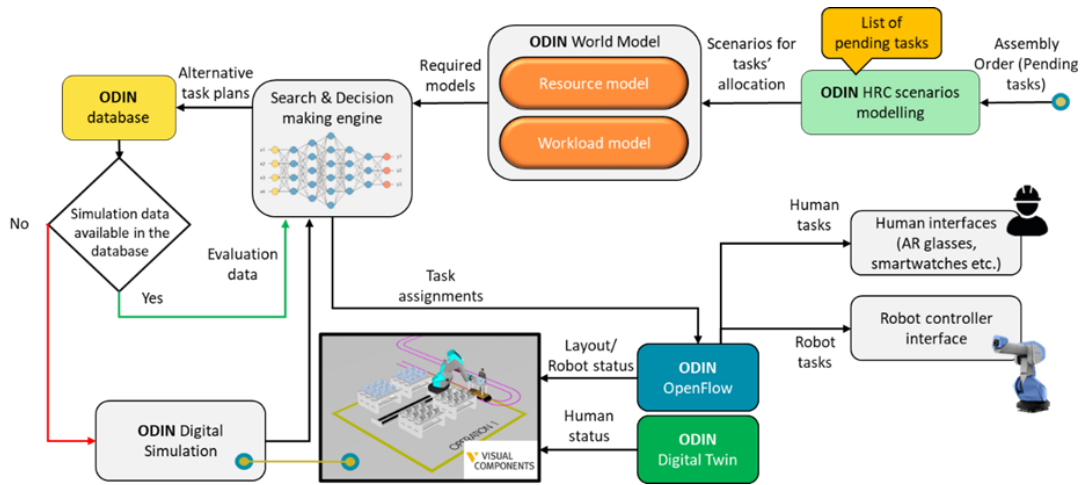 List of
pending tasks
Assembly
Order (Pending
tasks)
ODIN HRC scenarios
modelling
Scenarios for
tasks'
allocation
ODIN World Model
Resource model
Workload model
Required
models
Search & Decision
making engine
Alternative
task plans
ODIN
database
Simulation data
available in the
database
No
Yes
Evaluation
data
Task
assignments
Human
tasks
Human interfaces
(AR glasses,
smartwatches etc.)
Robot controller
interface
Robot
tasks
Layout/
Robot status
ODIN
OpenFlow
Human
status
ODIN
Digital Twin
OPERATION 1
VISUAL
COMPONENTS
ODIN Digital
Simulation